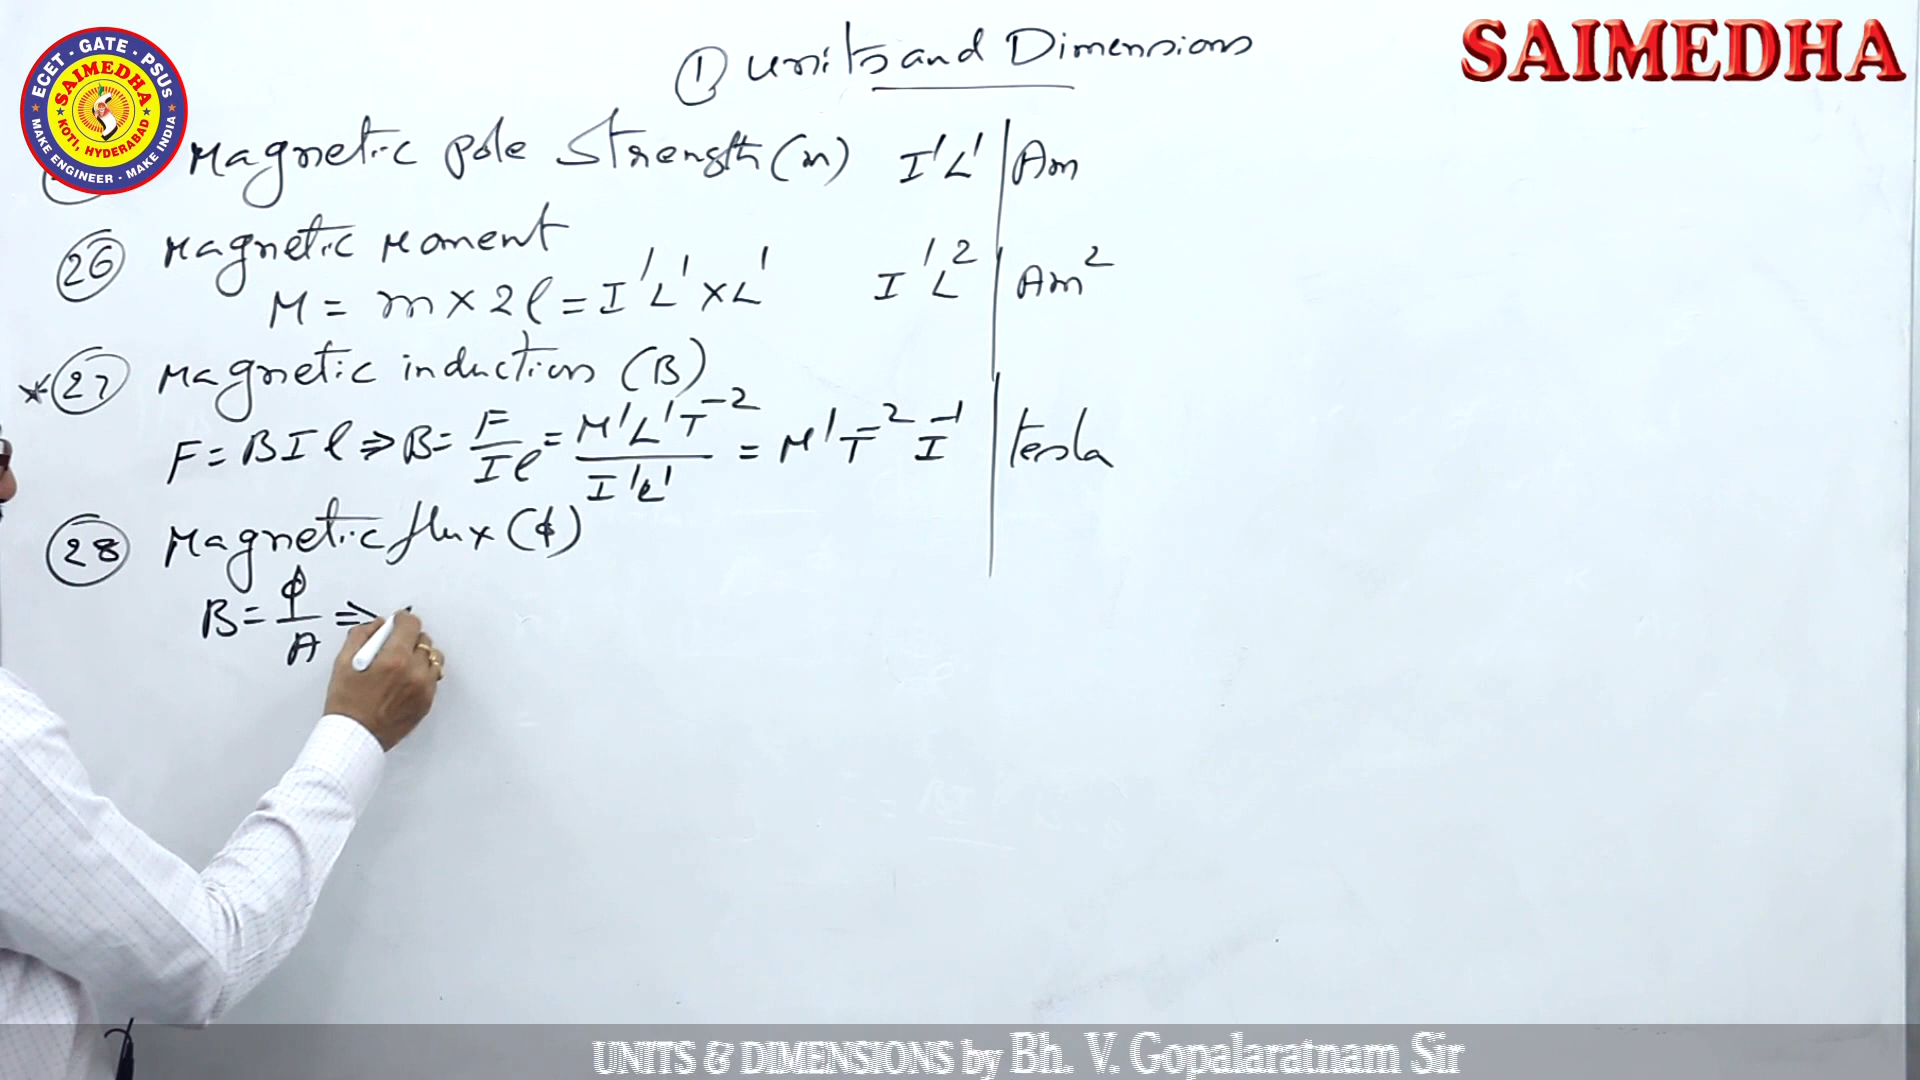 ① Units and Dimensions
SAIMEDHA
ECET · GATE · PSUS
SAIMEDHA
KOTI, HYDERABAD
MAKE ENGINEER - MAKE INDIA
Magnetic pole Strength (m) I¹L¹ | Am
㉖ Magnetic Moment
M = m × 2l = I¹L¹ × L¹ I¹L² | Am²
*㉗ Magnetic induction (B)
F = BIl ⇒ B = F/Il = M¹L¹T⁻²/I¹L¹ = M¹T⁻²I⁻¹ | Tesla
㉘ Magnetic flux (ϕ)
B = ϕ/A ⇒
UNITS & DIMENSIONS by Bh. V. Gopalaratnam Sir